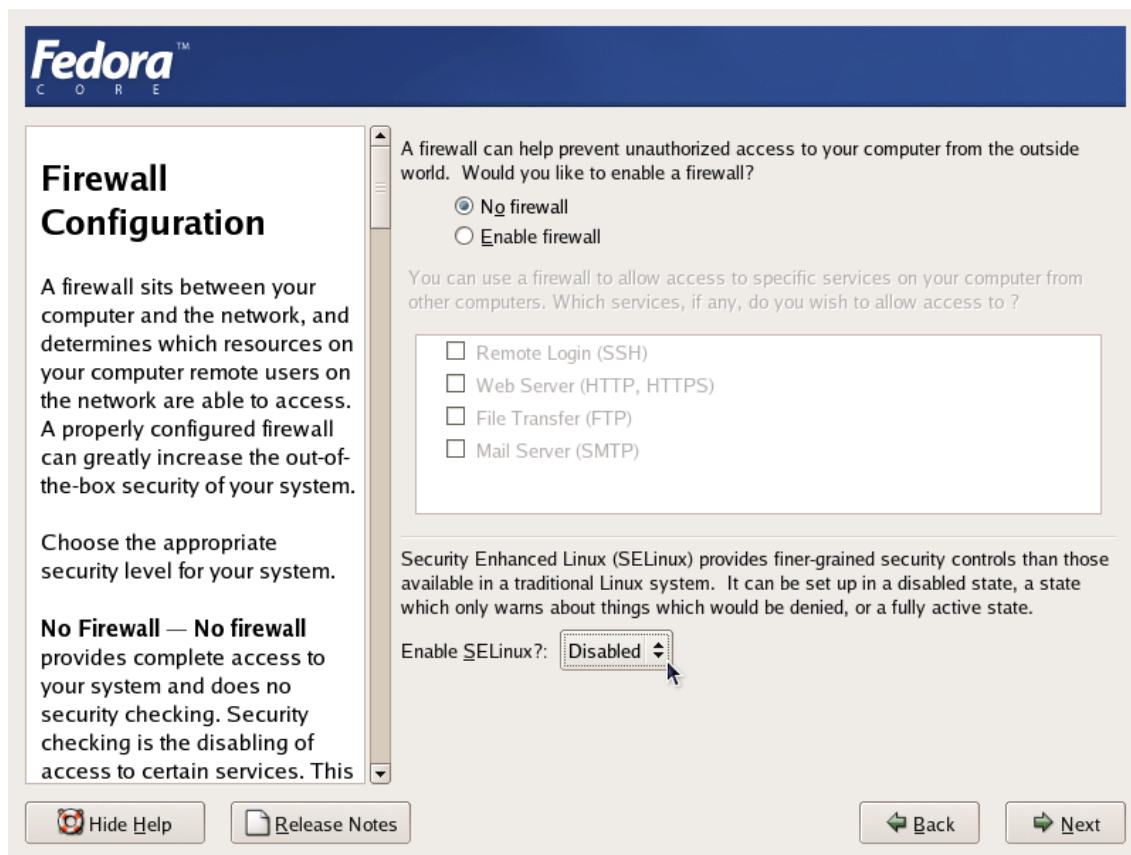 Fedora™
CORE
Firewall
Configuration
A firewall sits between your
computer and the network, and
determines which resources on
your computer remote users on
the network are able to access.
A properly configured firewall
can greatly increase the out-of-
the-box security of your system.
Choose the appropriate
security level for your system.
No Firewall — No firewall
provides complete access to
your system and does no
security checking. Security
checking is the disabling of
access to certain services. This
A firewall can help prevent unauthorized access to your computer from the outside
world. Would you like to enable a firewall?
No firewall
Enable firewall
You can use a firewall to allow access to specific services on your computer from
other computers. Which services, if any, do you wish to allow access to ?
Remote Login (SSH)
Web Server (HTTP, HTTPS)
File Transfer (FTP)
Mail Server (SMTP)
Security Enhanced Linux (SELinux) provides finer-grained security controls than those
available in a traditional Linux system. It can be set up in a disabled state, a state
which only warns about things which would be denied, or a fully active state.
Enable SELinux?: Disabled
Hide Help
Release Notes
Back
Next